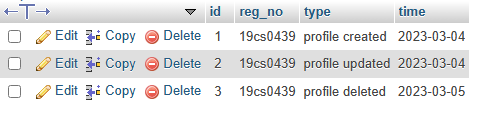 id reg_no type time
Edit Copy Delete 1 19cs0439 profile created 2023-03-04
Edit Copy Delete 2 19cs0439 profile updated 2023-03-04
Edit Copy Delete 3 19cs0439 profile deleted 2023-03-05